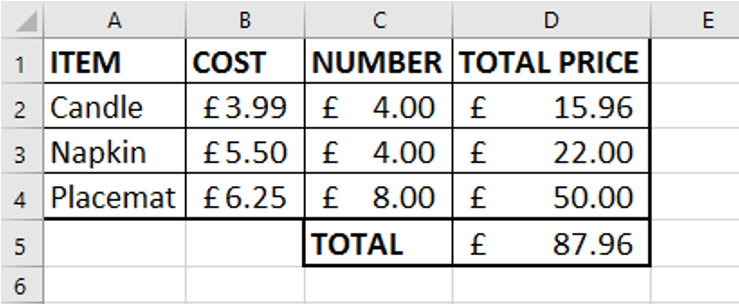 A B C D E
1 ITEM COST NUMBER TOTAL PRICE
2 Candle £3.99 £ 4.00 £ 15.96
3 Napkin £5.50 £ 4.00 £ 22.00
4 Placemat £6.25 £ 8.00 £ 50.00
5 TOTAL £ 87.96
6